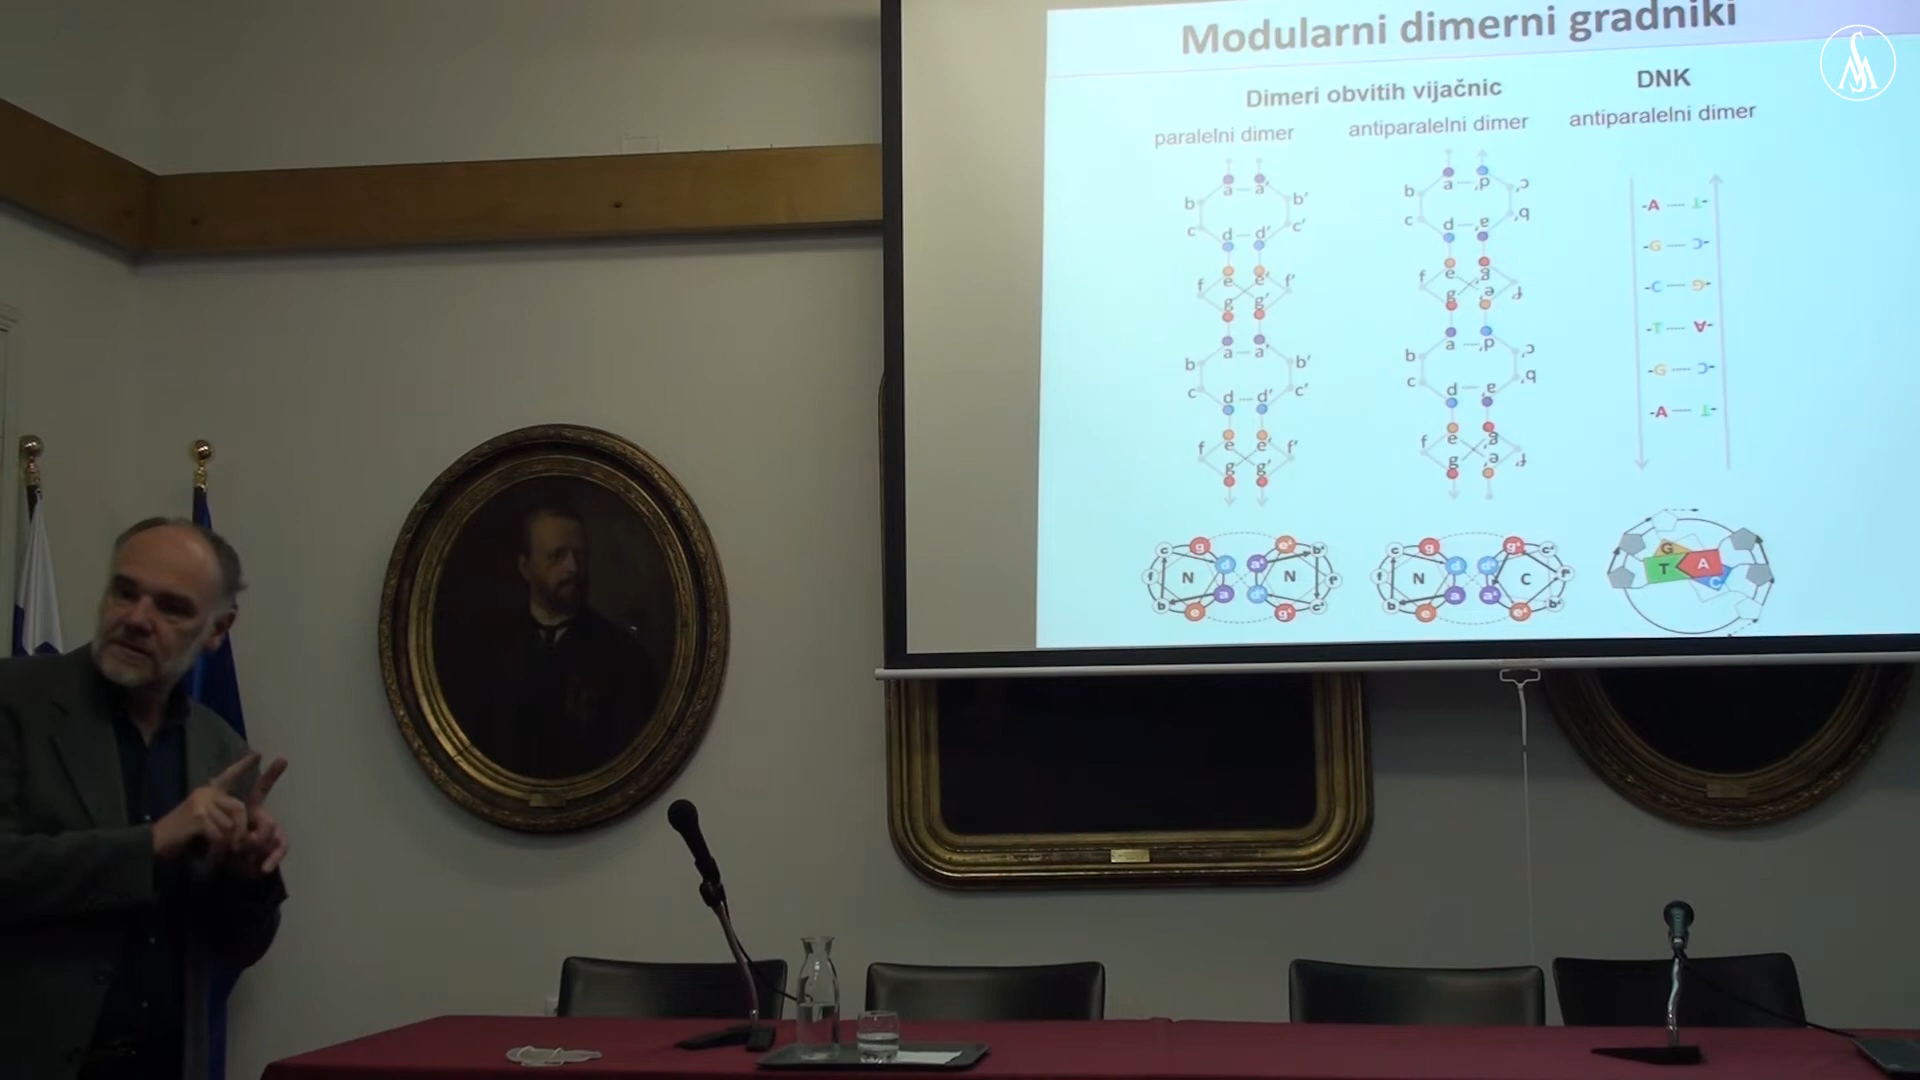 Modularni dimerni gradniki
Dimeri obvitih vijačnic
DNK
paralelni dimer
antiparalelni dimer
antiparalelni dimer
a a'
b b'
c c'
d d'
f e e' f'
g g'
a a'
b b'
c c'
d d'
f e e' f'
g g'
b a d' c'
c d a' b'
f e g' f'
g e'
b a d' c'
c d a' b'
f e g' f'
g e'
-A T-
-G C-
-C G-
-T A-
-G C-
-A T-
c g e' b'
f N d a' N f'
b e a d' g' c'
c g g' c'
f N d d' C f'
b e a a' e' b'
G
T A
C